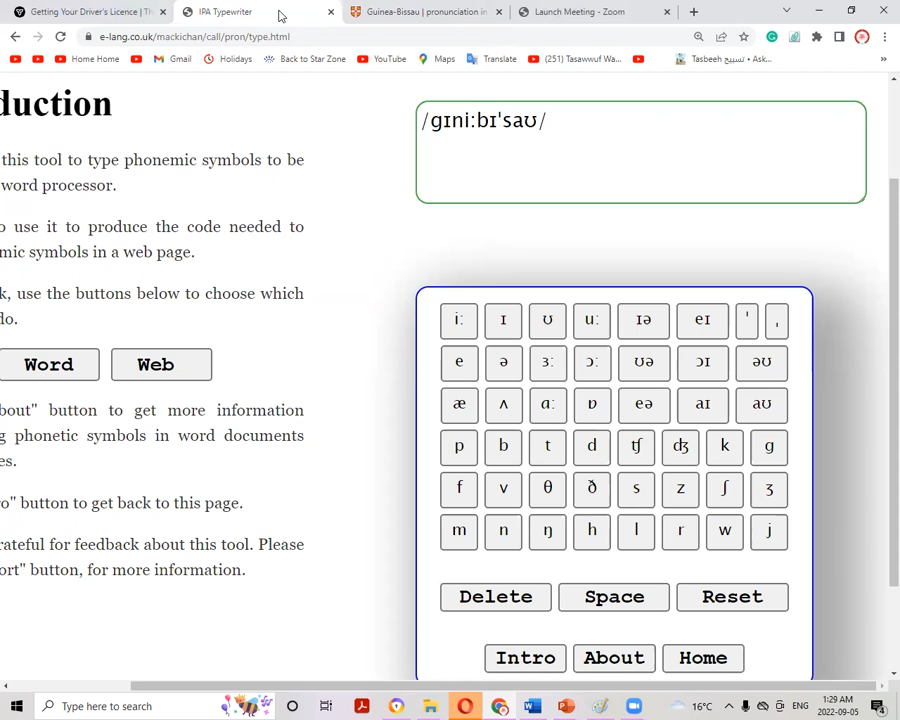 Getting Your Driver's Licence | Th
IPA Typewriter
Guinea-Bissau | pronunciation in
Launch Meeting - Zoom
e-lang.co.uk/mackichan/call/pron/type.html
Home Home
Gmail
Holidays
Back to Star Zone
YouTube
Maps
Translate
(251) Tasawwuf Wa...
Tasbeeh تسبيح • Ask...
»
duction
this tool to type phonemic symbols to be
word processor.
o use it to produce the code needed to
mic symbols in a web page.
k, use the buttons below to choose which
do.
Word Web
bout" button to get more information
g phonetic symbols in word documents
es.
ro" button to get back to this page.
rateful for feedback about this tool. Please
ort" button, for more information.
/ɡɪniːbɪˈsaʊ/
iː ɪ ʊ uː ɪə eɪ ˈ ˌ
e ə ɜː ɔː ʊə ɔɪ əʊ
æ ʌ ɑː ɒ eə aɪ aʊ
p b t d ʧ ʤ k ɡ
f v θ ð s z ʃ ʒ
m n ŋ h l r w j
Delete Space Reset
Intro About Home
Type here to search
16°C
ENG
1:29 AM
2022-09-05
4